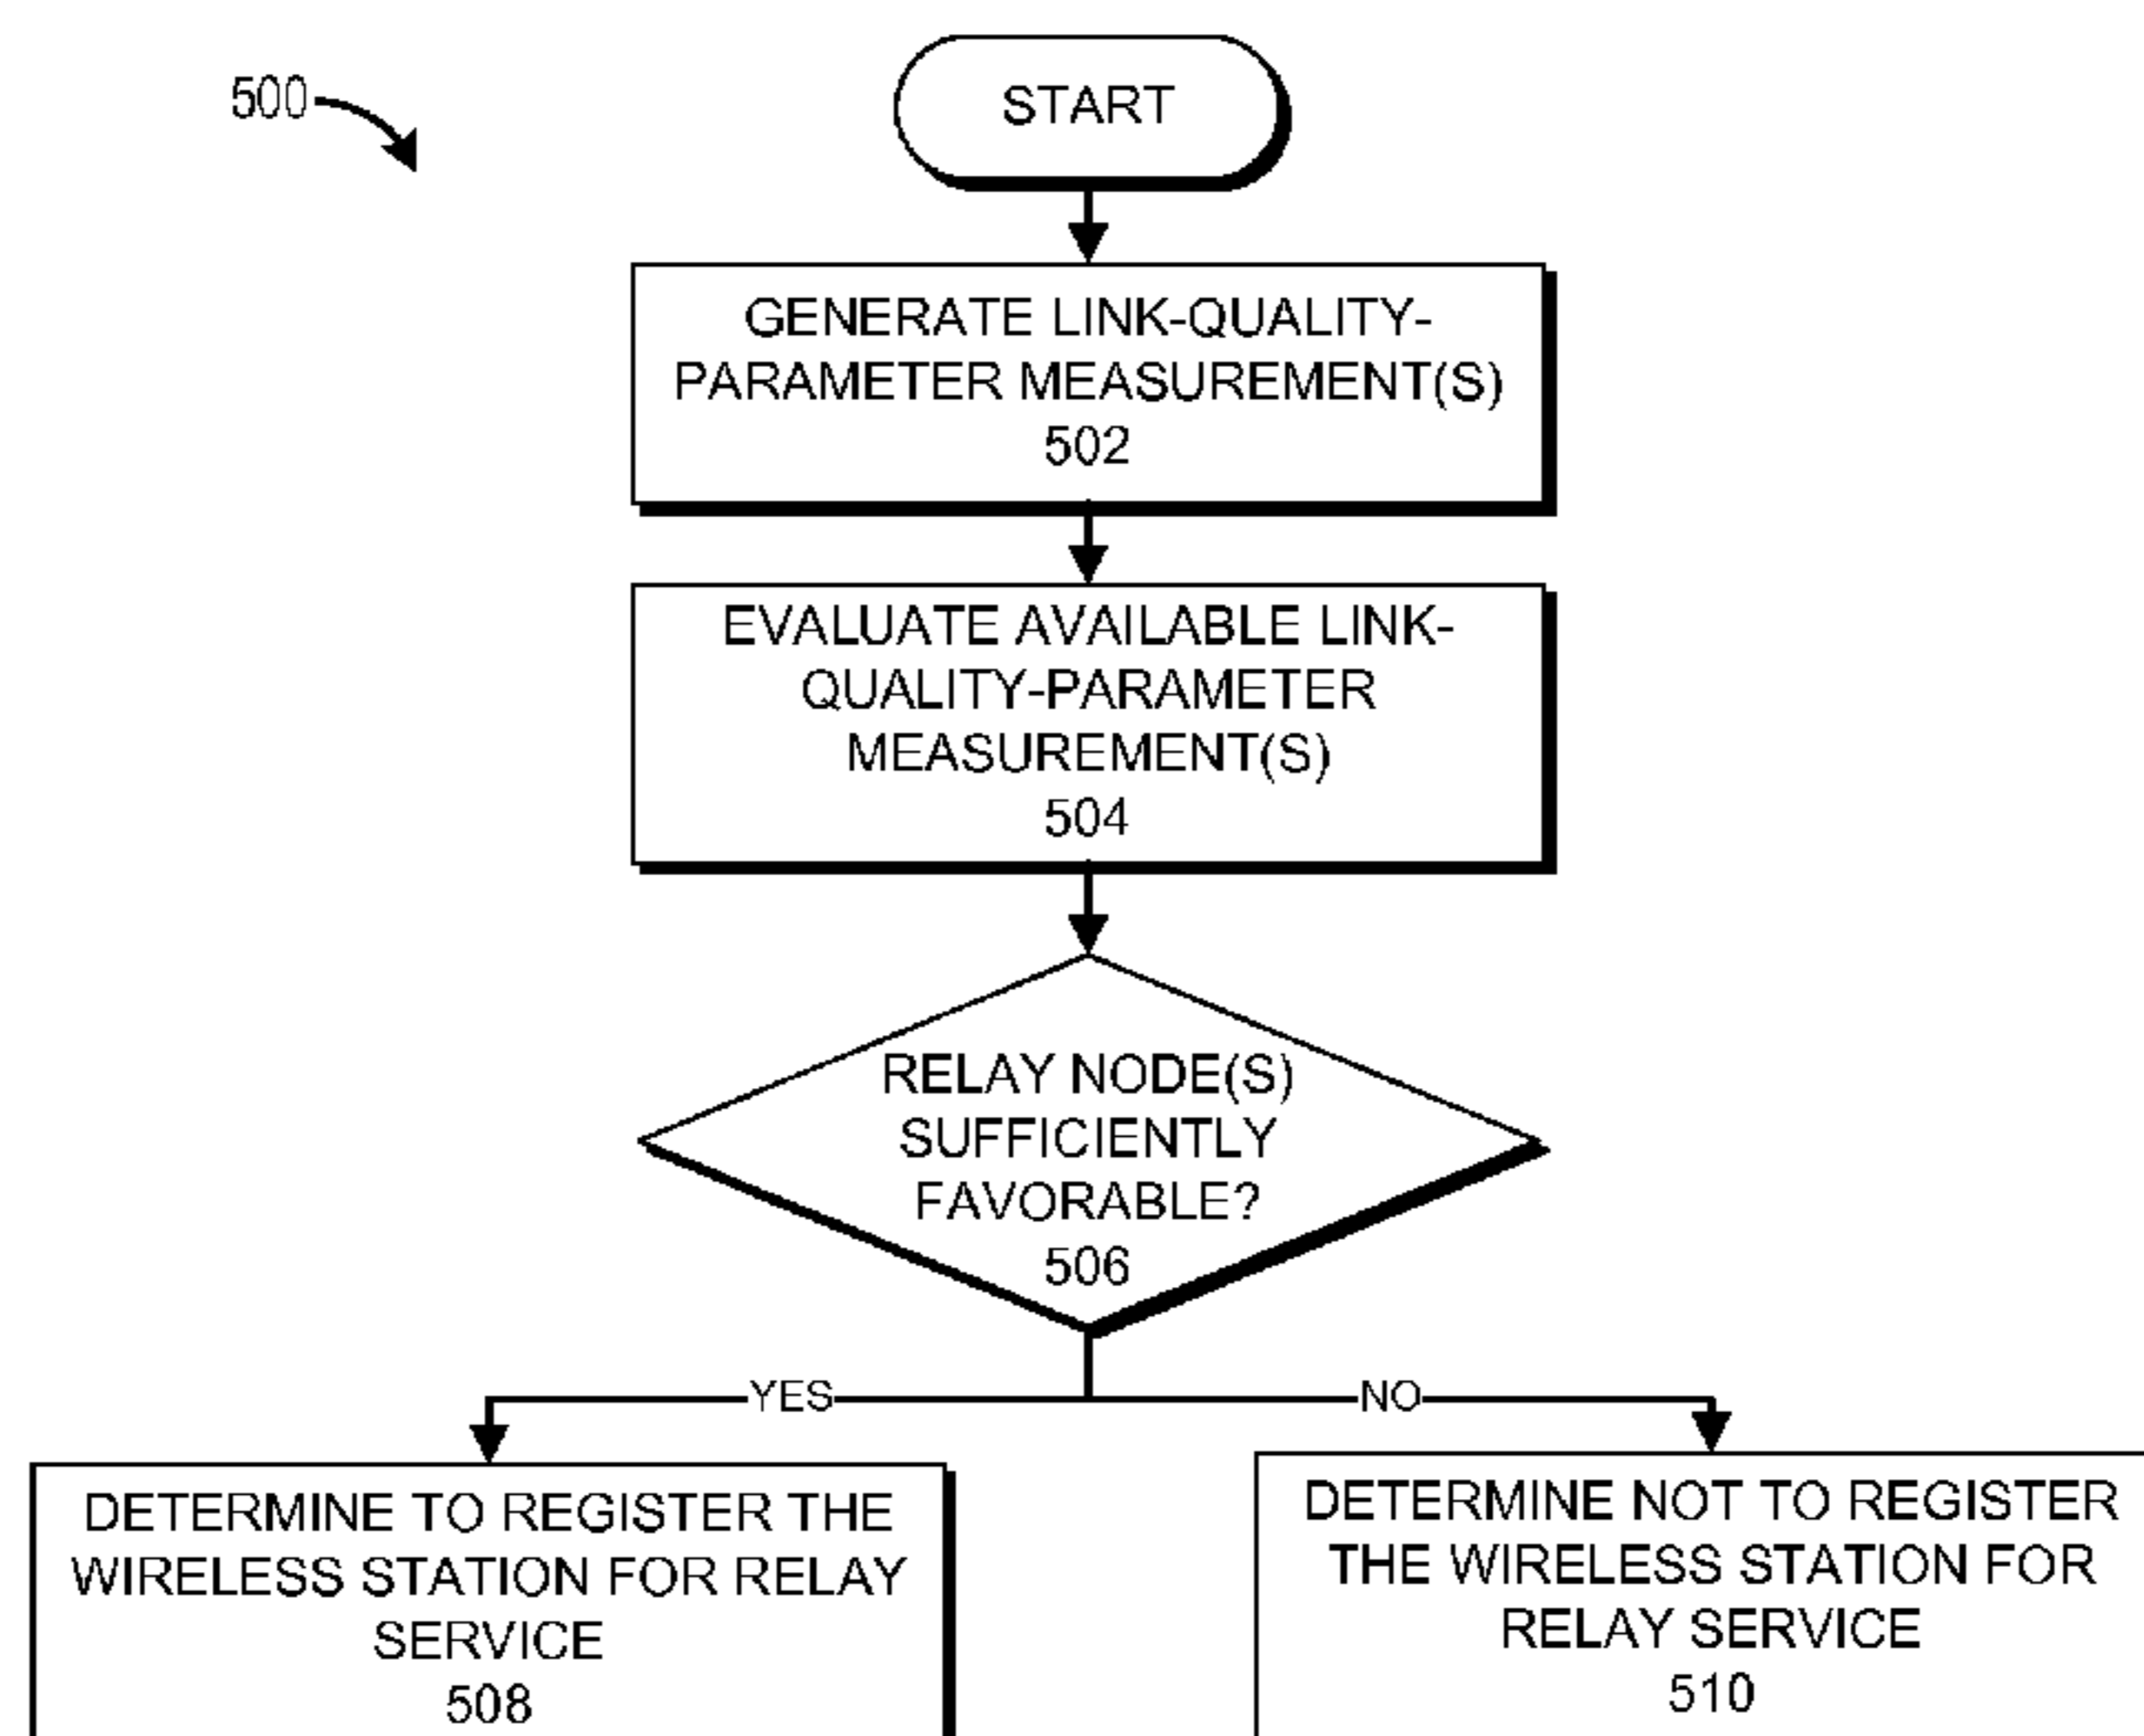 500
START
GENERATE LINK-QUALITY-
PARAMETER MEASUREMENT(S)
502
EVALUATE AVAILABLE LINK-
QUALITY-PARAMETER
MEASUREMENT(S)
504
RELAY NODE(S)
SUFFICIENTLY
FAVORABLE?
506
YES
NO
DETERMINE TO REGISTER THE
WIRELESS STATION FOR RELAY
SERVICE
508
DETERMINE NOT TO REGISTER
THE WIRELESS STATION FOR
RELAY SERVICE
510